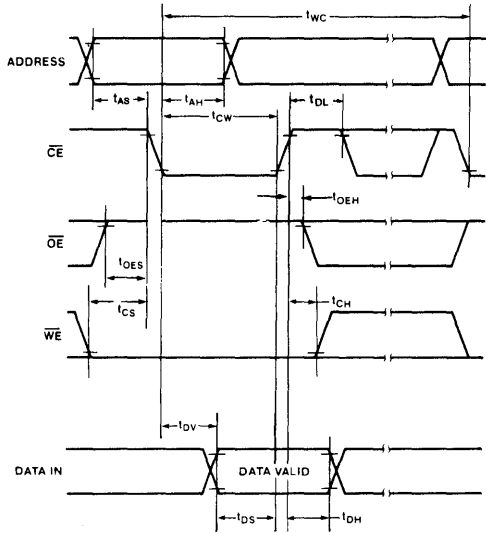 tWC
ADDRESS
tAS
tAH
tDL
tCW
CE
tOEH
OE
tOES
tCS
tCH
WE
tDV
DATA IN
DATA VALID
tDS
tDH